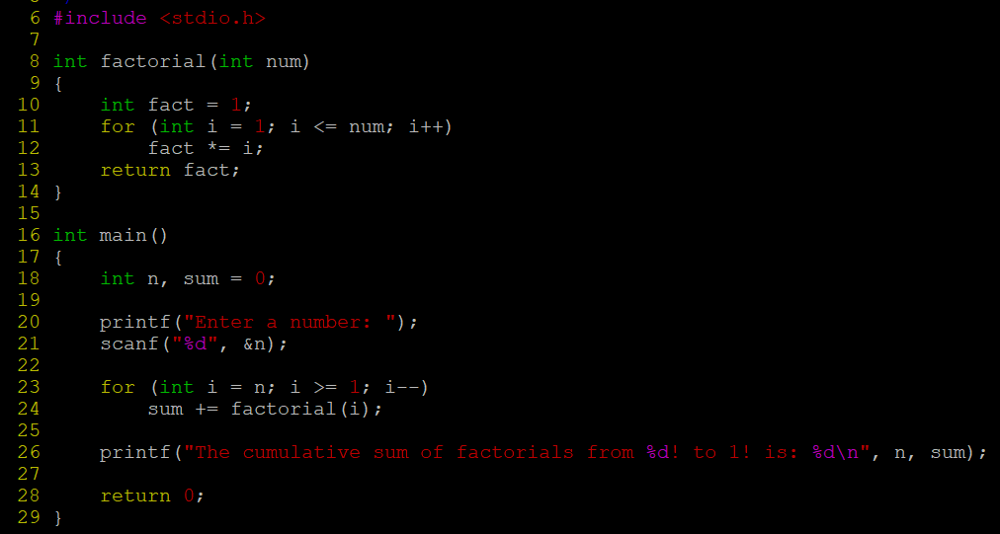 6 #include <stdio.h>
7
8 int factorial(int num)
9 {
10     int fact = 1;
11     for (int i = 1; i <= num; i++)
12         fact *= i;
13     return fact;
14 }
15
16 int main()
17 {
18     int n, sum = 0;
19
20     printf("Enter a number: ");
21     scanf("%d", &n);
22
23     for (int i = n; i >= 1; i--)
24         sum += factorial(i);
25
26     printf("The cumulative sum of factorials from %d! to 1! is: %d\n", n, sum);
27
28     return 0;
29 }